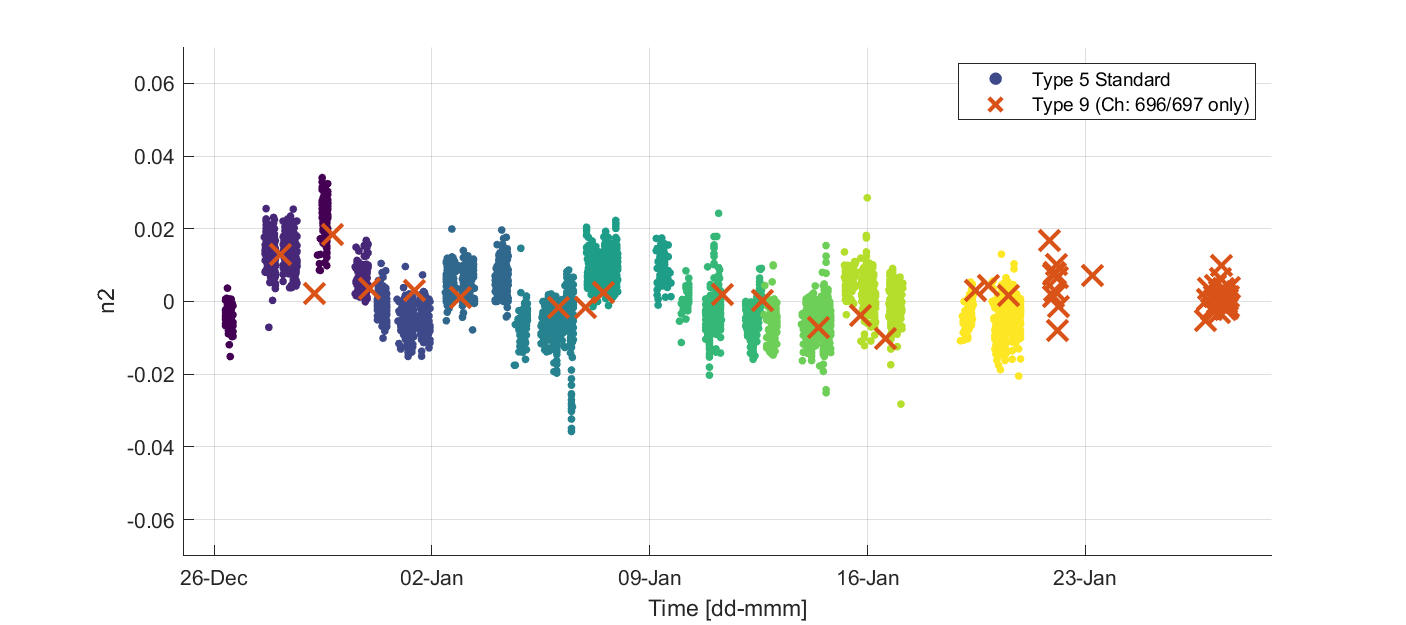 Type 5 Standard
Type 9 (Ch: 696/697 only)
0.06
0.04
0.02
0
-0.02
-0.04
-0.06
n2
26-Dec
02-Jan
09-Jan
16-Jan
23-Jan
Time [dd-mmm]